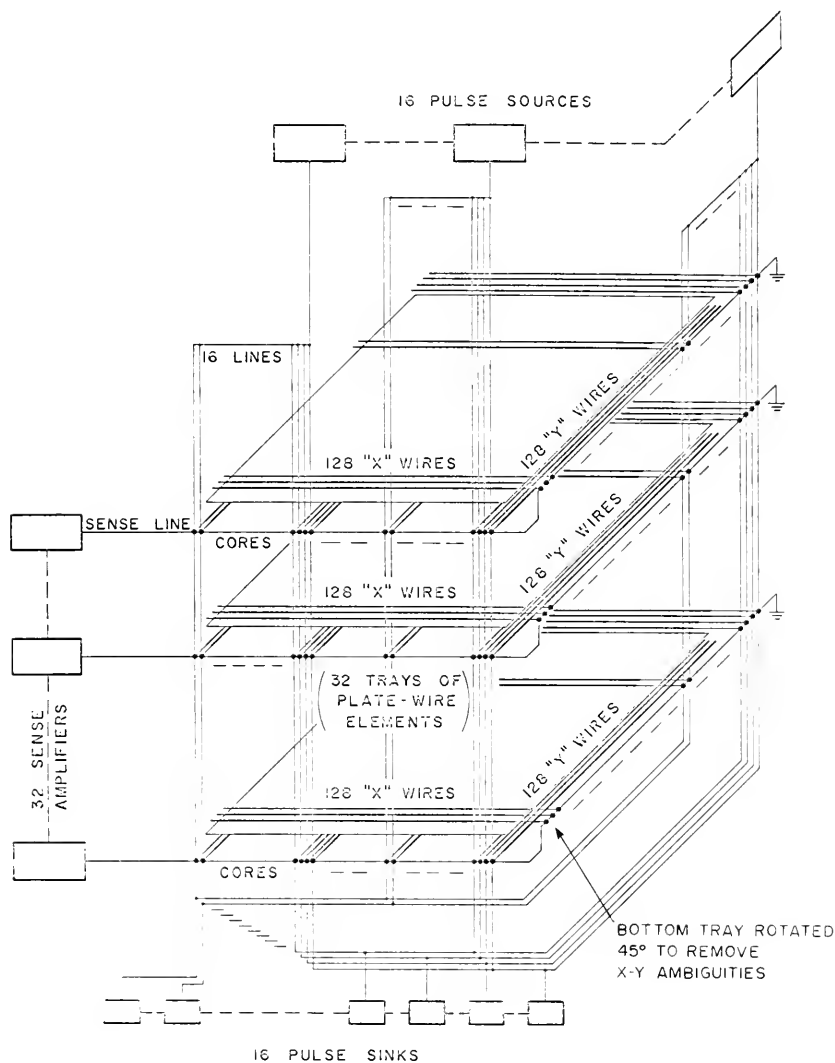 16 PULSE SOURCES
16 LINES
128 "Y" WIRES
128 "X" WIRES
SENSE LINE
CORES
128 "Y" WIRES
128 "X" WIRES
(32 TRAYS OF
PLATE-WIRE
ELEMENTS)
128 "Y" WIRES
32 SENSE
AMPLIFIERS
128 "X" WIRES
CORES
BOTTOM TRAY ROTATED
45° TO REMOVE
X-Y AMBIGUITIES
16 PULSE SINKS